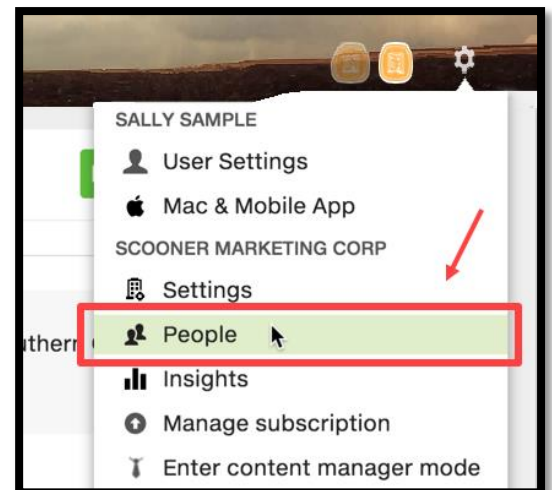 SALLY SAMPLE
User Settings
Mac & Mobile App
SCOONER MARKETING CORP
Settings
People
Insights
Manage subscription
Enter content manager mode